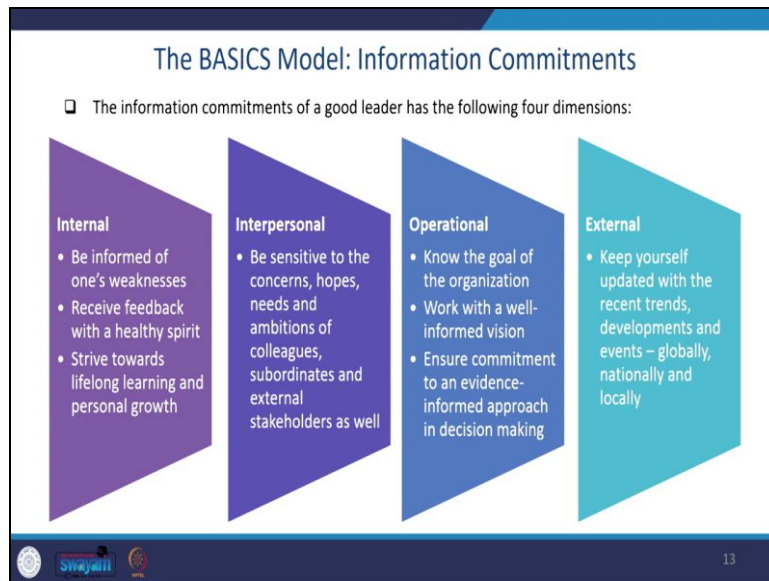 The BASICS Model: Information Commitments
❑ The information commitments of a good leader has the following four dimensions:
Internal
• Be informed of
one's weaknesses
• Receive feedback
with a healthy spirit
• Strive towards
lifelong learning and
personal growth
Interpersonal
• Be sensitive to the
concerns, hopes,
needs and
ambitions of
colleagues,
subordinates and
external
stakeholders as well
Operational
• Know the goal of
the organization
• Work with a well-
informed vision
• Ensure commitment
to an evidence-
informed approach
in decision making
External
• Keep yourself
updated with the
recent trends,
developments and
events – globally,
nationally and
locally
swayam
13